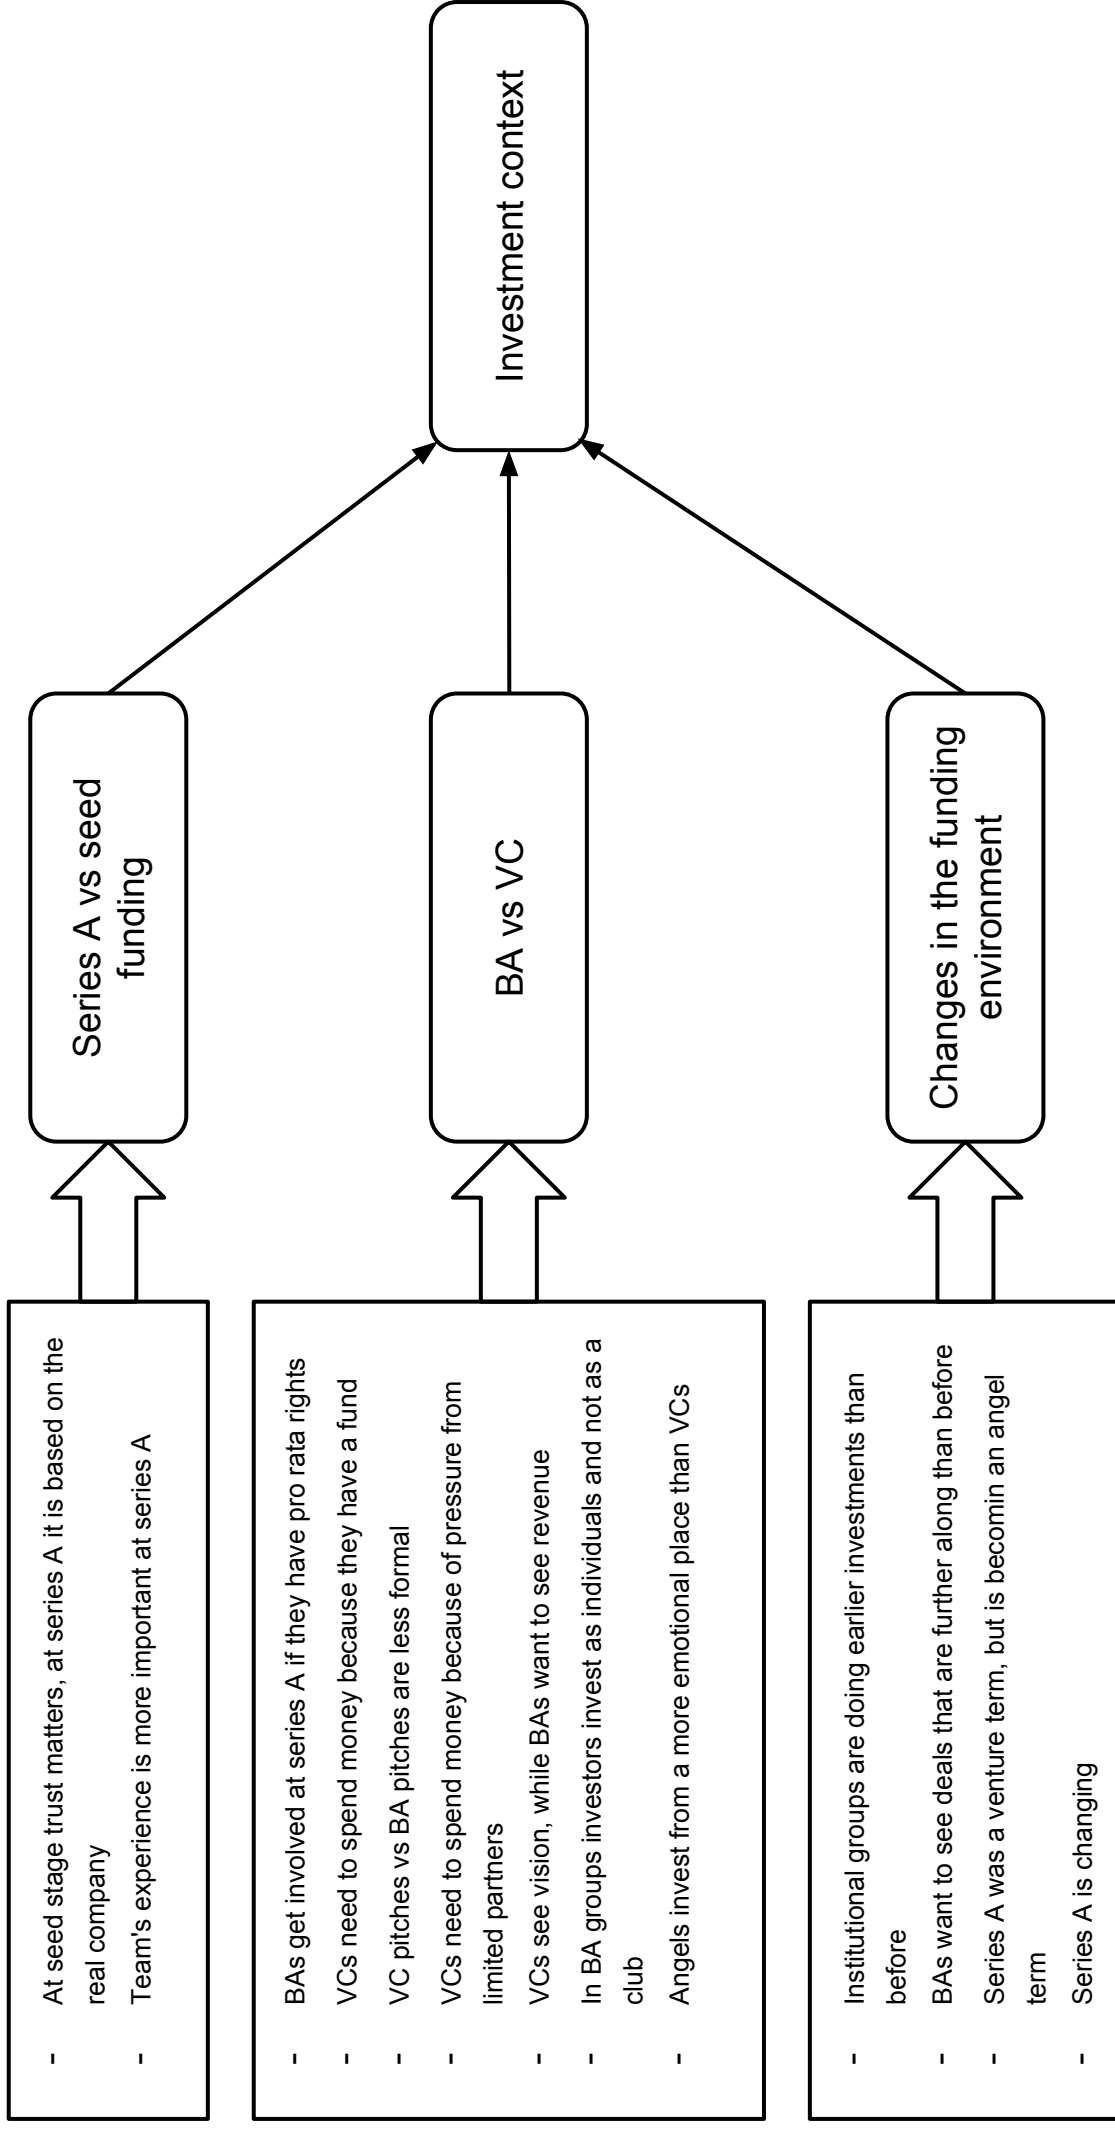 - At seed stage trust matters, at series A it is based on the
real company
- Team's experience is more important at series A
Series A vs seed
funding
- BAs get involved at series A if they have pro rata rights
- VCs need to spend money because they have a fund
- VC pitches vs BA pitches are less formal
- VCs need to spend money because of pressure from
limited partners
- VCs see vision, while BAs want to see revenue
- In BA groups investors invest as individuals and not as a
club
- Angels invest from a more emotional place than VCs
BA vs VC
- Institutional groups are doing earlier investments than
before
- BAs want to see deals that are further along than before
- Series A was a venture term, but is becomin an angel
term
- Series A is changing
Changes in the funding
environment
Investment context